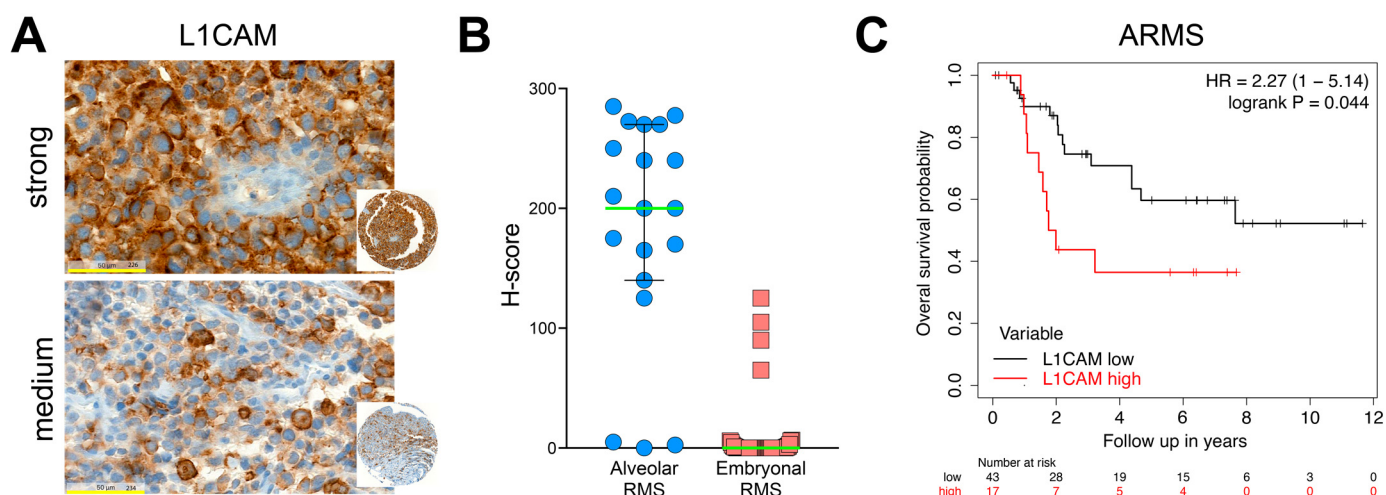 A
L1CAM
strong
50 µm 226
medium
50 µm 234
B
H-score
300
200
100
0
Alveolar
RMS
Embryonal
RMS
C
ARMS
HR = 2.27 (1 – 5.14)
logrank P = 0.044
Overal survival probability
1.0
0.8
0.6
0.4
0.2
0.0
Variable
L1CAM low
L1CAM high
0 2 4 6 8 10 12
Follow up in years
Number at risk
low 43 28 19 15 6 3 0
high 17 7 5 4 0 0 0